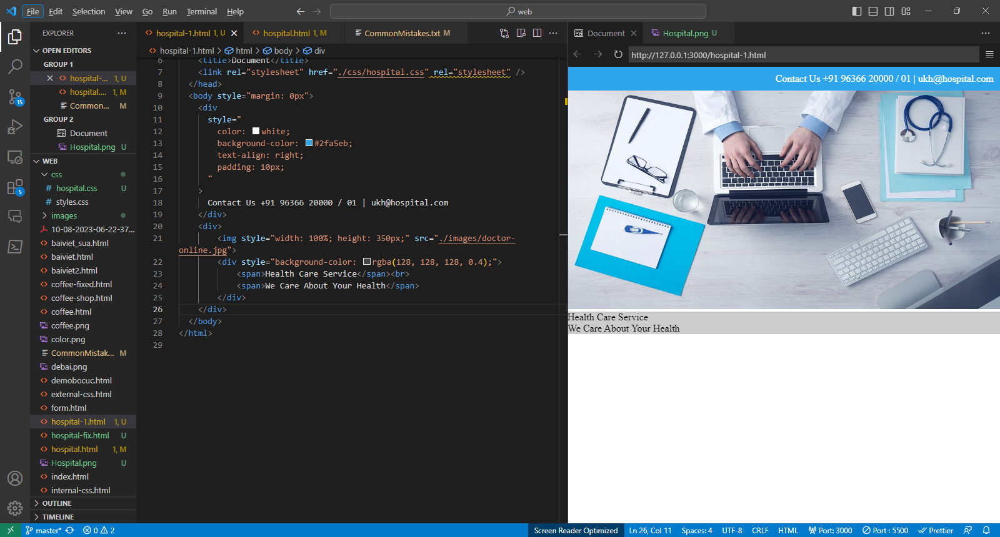 File Edit Selection View Go Run Terminal Help
web
EXPLORER
OPEN EDITORS
GROUP 1
hospital-... 1, U
hospital.... 1, M
Common... M
GROUP 2
Document
Hospital.png U
WEB
css
hospital.css U
styles.css
images
10-08-2023-06-22-37...
baiviet_sua.html
baiviet.html
baiviet2.html
coffee-fixed.html
coffee-shop.html
coffee.html
coffee.png
color.png
CommonMistak... M
debai.png
demobocuc.html
external-css.html
form.html
hospital-1.html 1, U
hospital-fix.html U
hospital.html 1, M
Hospital.png U
index.html
internal-css.html
OUTLINE
TIMELINE
15
5
hospital-1.html 1, U
hospital.html 1, M
CommonMistakes.txt M
hospital-1.html > html > body > div
6 <title>Document</title>
7 <link rel="stylesheet" href="./css/hospital.css" rel="stylesheet" />
8 </head>
9 <body style="margin: 0px">
10 <div
11 style="
12 color: white;
13 background-color: #2fa5eb;
14 text-align: right;
15 padding: 10px;
16 "
17 >
18 Contact Us +91 96366 20000 / 01 | ukh@hospital.com
19 </div>
20 <div>
21 <img style="width: 100%; height: 350px;" src="./images/doctor-
online.jpg">
22 <div style="background-color: rgba(128, 128, 128, 0.4);">
23 <span>Health Care Service</span><br>
24 <span>We Care About Your Health</span>
25 </div>
26 </div>
27 </body>
28 </html>
29
Document
Hospital.png U
http://127.0.0.1:3000/hospital-1.html
Contact Us +91 96366 20000 / 01 | ukh@hospital.com
Health Care Service
We Care About Your Health
master* 0 2
Screen Reader Optimized Ln 26, Col 11 Spaces: 4 UTF-8 CRLF HTML Port: 3000 Port : 5500 Prettier